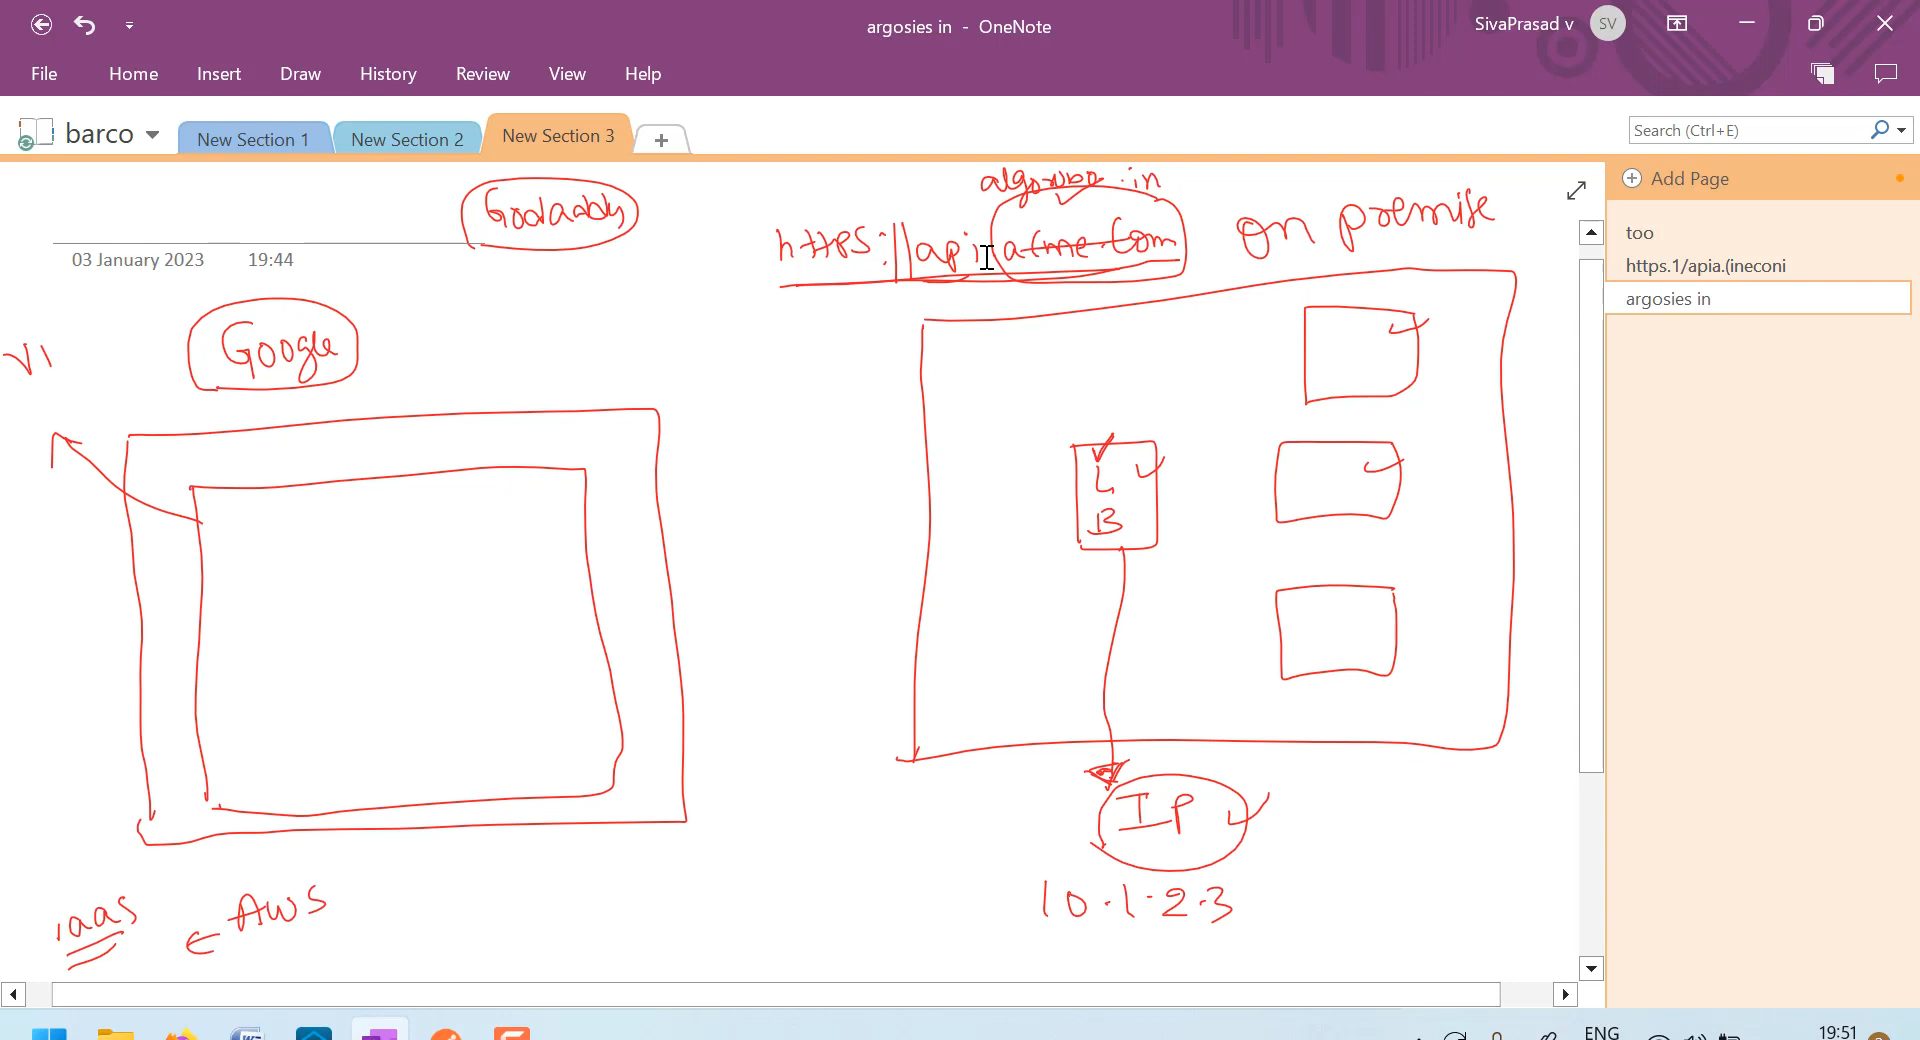 argosies in - OneNote
SivaPrasad v SV
File Home Insert Draw History Review View Help
barco New Section 1 New Section 2 New Section 3 +
Search (Ctrl+E)
Add Page
too
https.1/apia.(ineconi
argosies in
03 January 2023 19:44
Godaddy
.in
https://api acme.com
on premise
Google
VI
L
B
IP
10.1.2.3
iaas
AWS
ENG
19:51